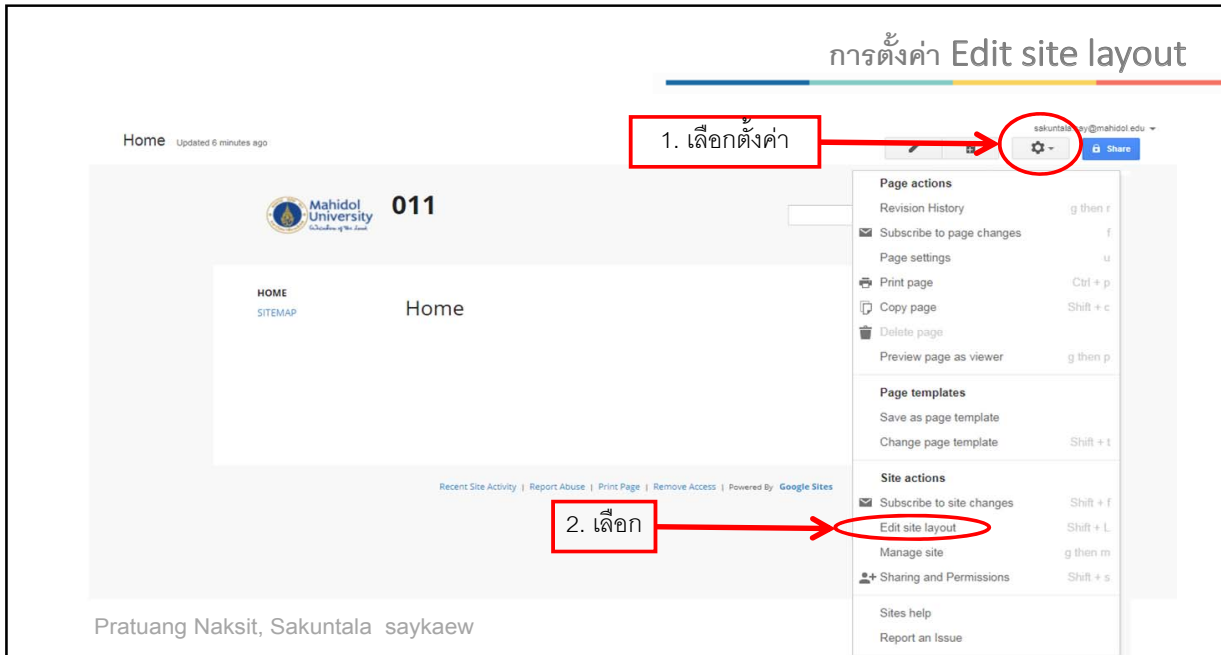 การตั้งค่า Edit site layout
Home Updated 6 minutes ago
1. เลือกตั้งค่า
Share
Mahidol University
Wisdom of the Land
011
HOME
SITEMAP
Home
Page actions
Revision History g then r
Subscribe to page changes f
Page settings u
Print page Ctrl + p
Copy page Shift + c
Delete page
Preview page as viewer g then p
Page templates
Save as page template
Change page template Shift + t
Site actions
Subscribe to site changes Shift + f
Edit site layout Shift + L
Manage site g then m
Sharing and Permissions Shift + s
Sites help
Report an Issue
Recent Site Activity | Report Abuse | Print Page | Remove Access | Powered By Google Sites
2. เลือก
Pratuang Naksit, Sakuntala saykaew